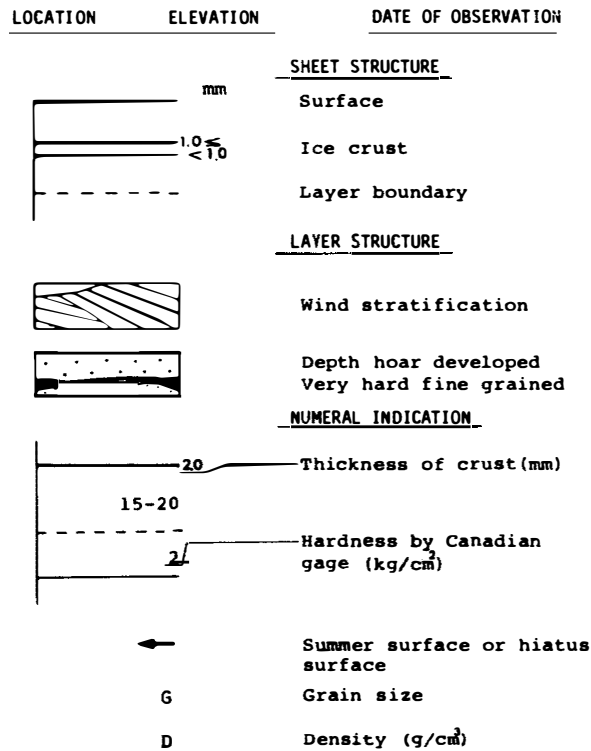 LOCATION ELEVATION DATE OF OBSERVATION
SHEET STRUCTURE
mm
Surface
1.0 ≤
< 1.0
Ice crust
Layer boundary
LAYER STRUCTURE
Wind stratification
Depth hoar developed
Very hard fine grained
NUMERAL INDICATION
2.0 Thickness of crust(mm)
15-20
Hardness by Canadian
2 gage (kg/cm²)
Summer surface or hiatus
surface
G Grain size
D Density (g/cm³)